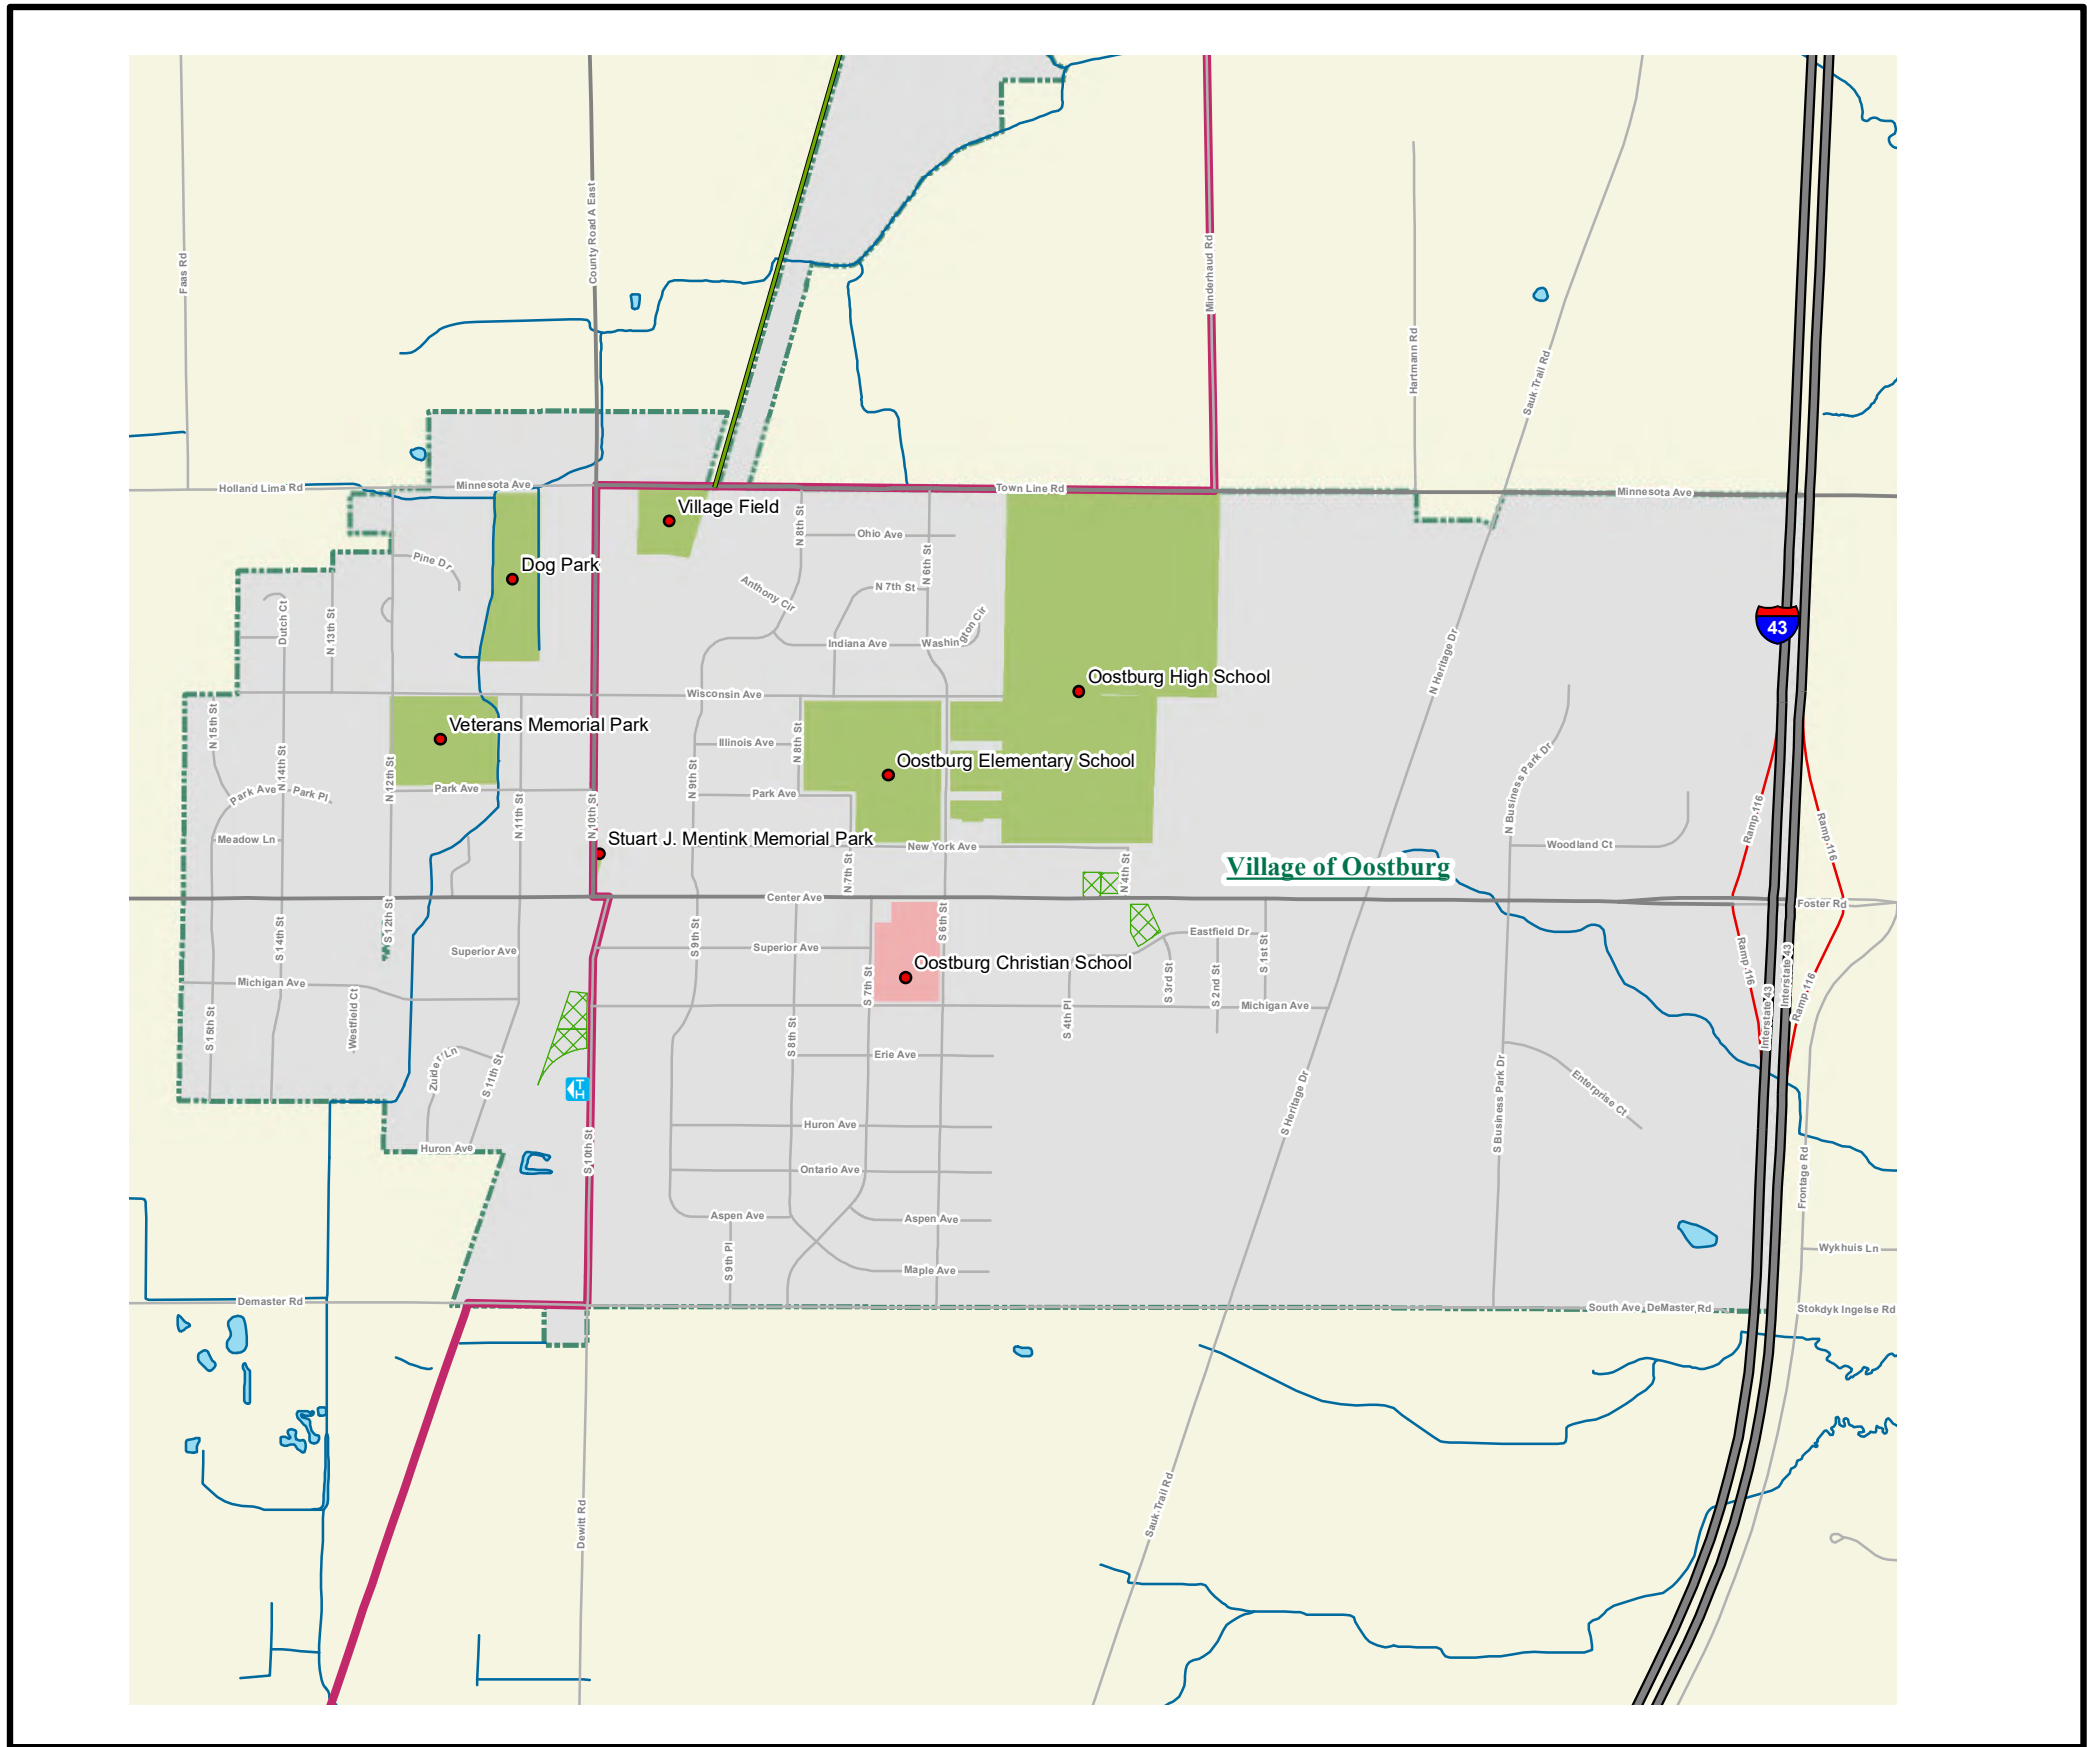 Faas Rd
County Road A East
Minderhaud Rd
Hartmann Rd
Sauk Trail Rd
Holland Lima Rd
Minnesota Ave
Town Line Rd
Minnesota Ave
Village Field
N 8th St
Ohio Ave
N 6th St
Pine Dr
Dog Park
Anthony Cir
N 7th St
Dutch Ct
N 13th St
Indiana Ave
Washington Cir
43
N Heritage Dr
Oostburg High School
Wisconsin Ave
N 15th St
Veterans Memorial Park
Illinois Ave
N 8th St
N 14th St
Oostburg Elementary School
N Business Park Dr
N 12th St
N 9th St
Park Ave
Park Pl
Park Ave
Park Ave
N 11th St
N 10th St
Ramp 116
Ramp 116
Meadow Ln
Stuart J. Mentink Memorial Park
New York Ave
Woodland Ct
Village of Oostburg
N 7th St
N 4th St
Center Ave
Foster Rd
S 12th St
S 14th St
S 9th St
S 6th St
Superior Ave
Superior Ave
Eastfield Dr
S 1st St
Oostburg Christian School
Michigan Ave
S 7th St
S 3rd St
S 2nd St
Ramp 116
Interstate 43
Interstate 43
Ramp 116
Michigan Ave
S 4th Pl
S 15th St
Westfield Ct
S 8th St
Erie Ave
Zuider Ln
S 11th St
T
H
Enterprise Ct
S Heritage Dr
S Business Park Dr
Huron Ave
Huron Ave
S 10th St
Ontario Ave
Frontage Rd
Aspen Ave
Aspen Ave
Wykhuis Ln
S 9th Pl
Maple Ave
Demaster Rd
South Ave DeMaster Rd
Stokdyk Ingelse Rd
Dewitt Rd
Sauk Trail Rd